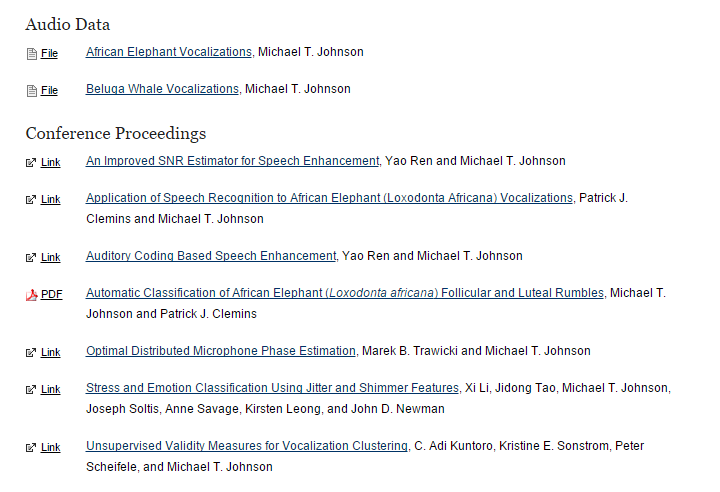 Audio Data
File African Elephant Vocalizations, Michael T. Johnson
File Beluga Whale Vocalizations, Michael T. Johnson
Conference Proceedings
Link An Improved SNR Estimator for Speech Enhancement, Yao Ren and Michael T. Johnson
Link Application of Speech Recognition to African Elephant (Loxodonta Africana) Vocalizations, Patrick J.
Clemins and Michael T. Johnson
Link Auditory Coding Based Speech Enhancement, Yao Ren and Michael T. Johnson
PDF Automatic Classification of African Elephant (Loxodonta africana) Follicular and Luteal Rumbles, Michael T.
Johnson and Patrick J. Clemins
Link Optimal Distributed Microphone Phase Estimation, Marek B. Trawicki and Michael T. Johnson
Link Stress and Emotion Classification Using Jitter and Shimmer Features, Xi Li, Jidong Tao, Michael T. Johnson,
Joseph Soltis, Anne Savage, Kirsten Leong, and John D. Newman
Link Unsupervised Validity Measures for Vocalization Clustering, C. Adi Kuntoro, Kristine E. Sonstrom, Peter
Scheifele, and Michael T. Johnson